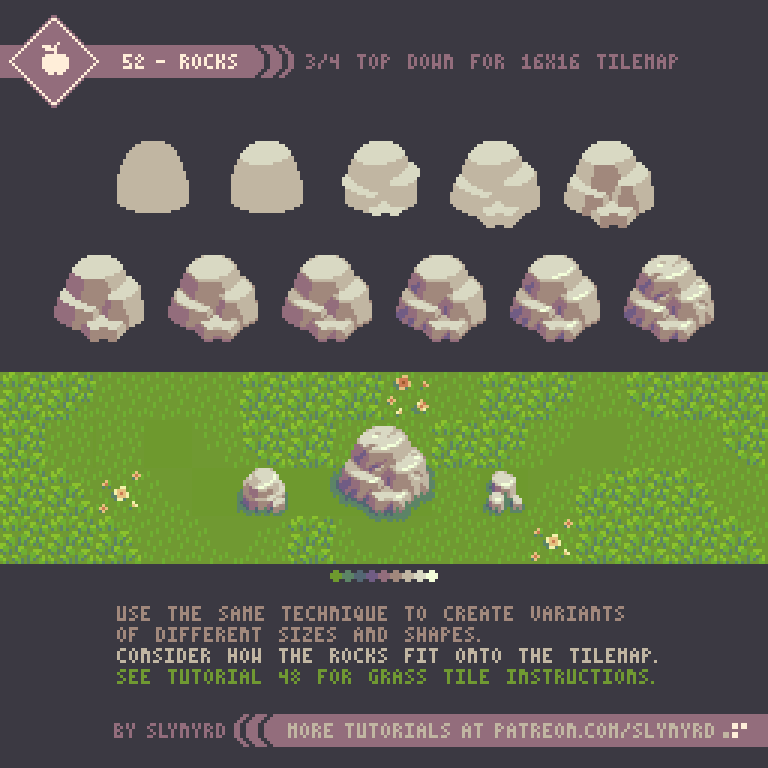 52 - ROCKS 3/4 TOP DOWN FOR 16X16 TILEMAP
USE THE SAME TECHNIQUE TO CREATE VARIANTS
OF DIFFERENT SIZES AND SHAPES.
CONSIDER HOW THE ROCKS FIT ONTO THE TILEMAP.
SEE TUTORIAL 48 FOR GRASS TILE INSTRUCTIONS.
BY SLYNYRD MORE TUTORIALS AT PATREON.COM/SLYNYRD